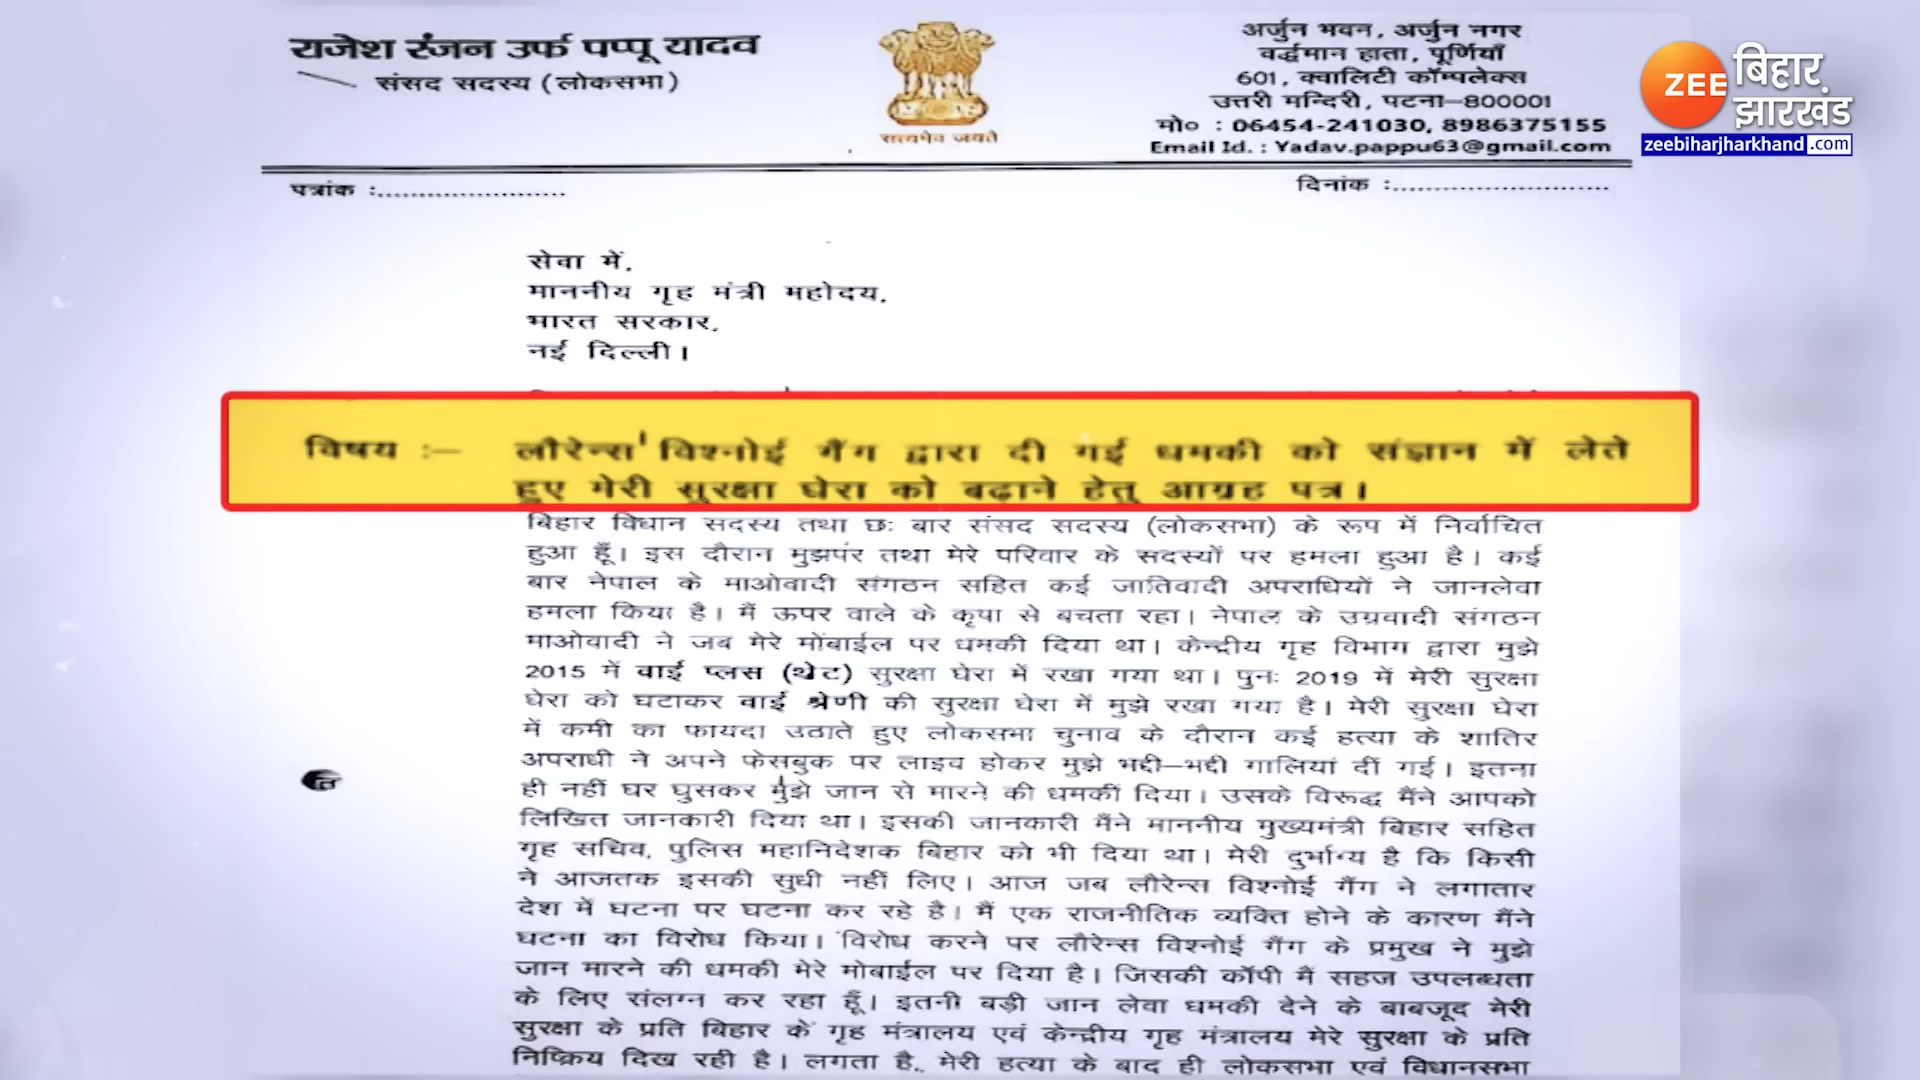 राजेश रंजन उर्फ पप्पू यादव
संसद सदस्य (लोकसभा)
सत्यमेव जयते
अर्जुन भवन, अर्जुन नगर
वर्द्धमान हाता, पूर्णियाँ
601, क्वालिटी कॉम्पलेक्स
उत्तरी मन्दिरी, पटना–800001
मो० : 06454-241030, 8986375155
Email Id. : Yadav.pappu63@gmail.com
ZEE बिहार झारखंड
zeebiharjharkhand.com
पत्रांक :.......................
दिनांक :..........................
सेवा में,
माननीय गृह मंत्री महोदय,
भारत सरकार,
नई दिल्ली।
विषय :– लौरेन्स विश्नोई गैंग द्वारा दी गई धमकी को संज्ञान में लेते
हुए मेरी सुरक्षा घेरा को बढ़ाने हेतु आग्रह पत्र।
बिहार विधान सदस्य तथा छः बार संसद सदस्य (लोकसभा) के रूप में निर्वाचित
हुआ हूँ। इस दौरान मुझपर तथा मेरे परिवार के सदस्यों पर हमला हुआ है। कई
बार नेपाल के माओवादी संगठन सहित कई जातिवादी अपराधियों ने जानलेवा
हमला किया है। मैं ऊपर वाले के कृपा से बचता रहा। नेपाल के उग्रवादी संगठन
माओवादी ने जब मेरे मोबाईल पर धमकी दिया था। केन्द्रीय गृह विभाग द्वारा मुझे
2015 में वाई प्लस (थ्रेट) सुरक्षा घेरा में रखा गया था। पुनः 2019 में मेरी सुरक्षा
घेरा को घटाकर वाई श्रेणी की सुरक्षा घेरा में मुझे रखा गया है। मेरी सुरक्षा घेरा
में कमी का फायदा उठाते हुए लोकसभा चुनाव के दौरान कई हत्या के शातिर
अपराधी ने अपने फेसबुक पर लाइव होकर मुझे भद्दी–भद्दी गालियां दीं गई। इतना
ही नहीं घर घुसकर मुझे जान से मारने की धमकी दिया। उसके विरूद्ध मैंने आपको
लिखित जानकारी दिया था। इसकी जानकारी मैंने माननीय मुख्यमंत्री बिहार सहित
गृह सचिव, पुलिस महानिदेशक बिहार को भी दिया था। मेरी दुर्भाग्य है कि किसी
ने आजतक इसकी सुधी नहीं लिए। आज जब लौरेन्स विश्नोई गैंग ने लगातार
देश में घटना पर घटना कर रहे है। मैं एक राजनीतिक व्यक्ति होने के कारण मैंने
घटना का विरोध किया। विरोध करने पर लौरेन्स विश्नोई गैंग के प्रमुख ने मुझे
जान मारने की धमकी मेरे मोबाईल पर दिया है। जिसकी कॉपी मैं सहज उपलब्धता
के लिए संलग्न कर रहा हूँ। इतनी बड़ी जान लेवा धमकी देने के बाबजूद मेरी
सुरक्षा के प्रति बिहार के गृह मंत्रालय एवं केन्द्रीय गृह मंत्रालय मेरे सुरक्षा के प्रति
निष्क्रिय दिख रही है। लगता है, मेरी हत्या के बाद ही लोकसभा एवं विधानसभा